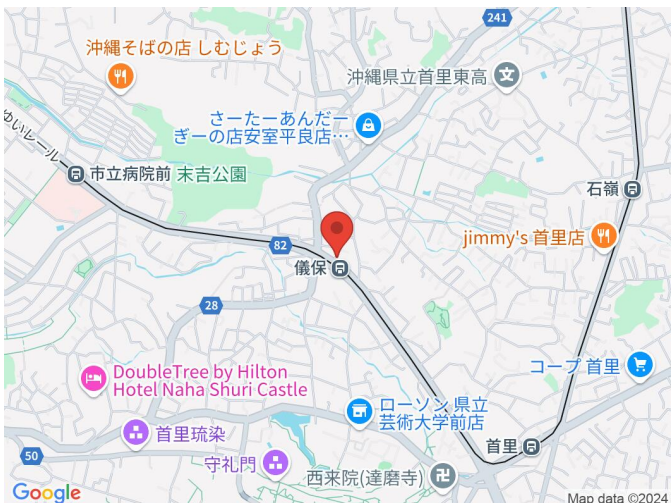 241
沖縄そばの店 しむじょう
沖縄県立首里東高
さーたーあんだー
ぎーの店安室平良店…
ゆいレール
市立病院前
末吉公園
石嶺
jimmy's 首里店
82
儀保
28
DoubleTree by Hilton
Hotel Naha Shuri Castle
コープ 首里
ローソン 県立
芸術大学前店
首里琉染
首里
50
守礼門
西来院(達磨寺)
Google
Map data ©2024